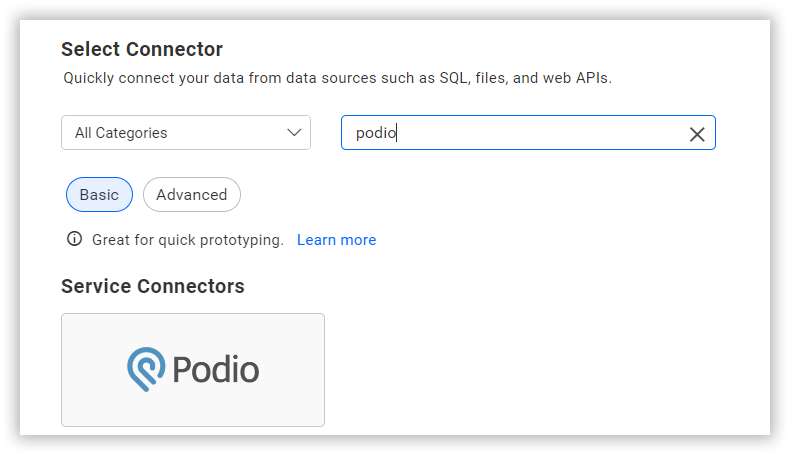 Select Connector
Quickly connect your data from data sources such as SQL, files, and web APIs.
All Categories
podio
Basic
Advanced
Great for quick prototyping. Learn more
Service Connectors
Podio